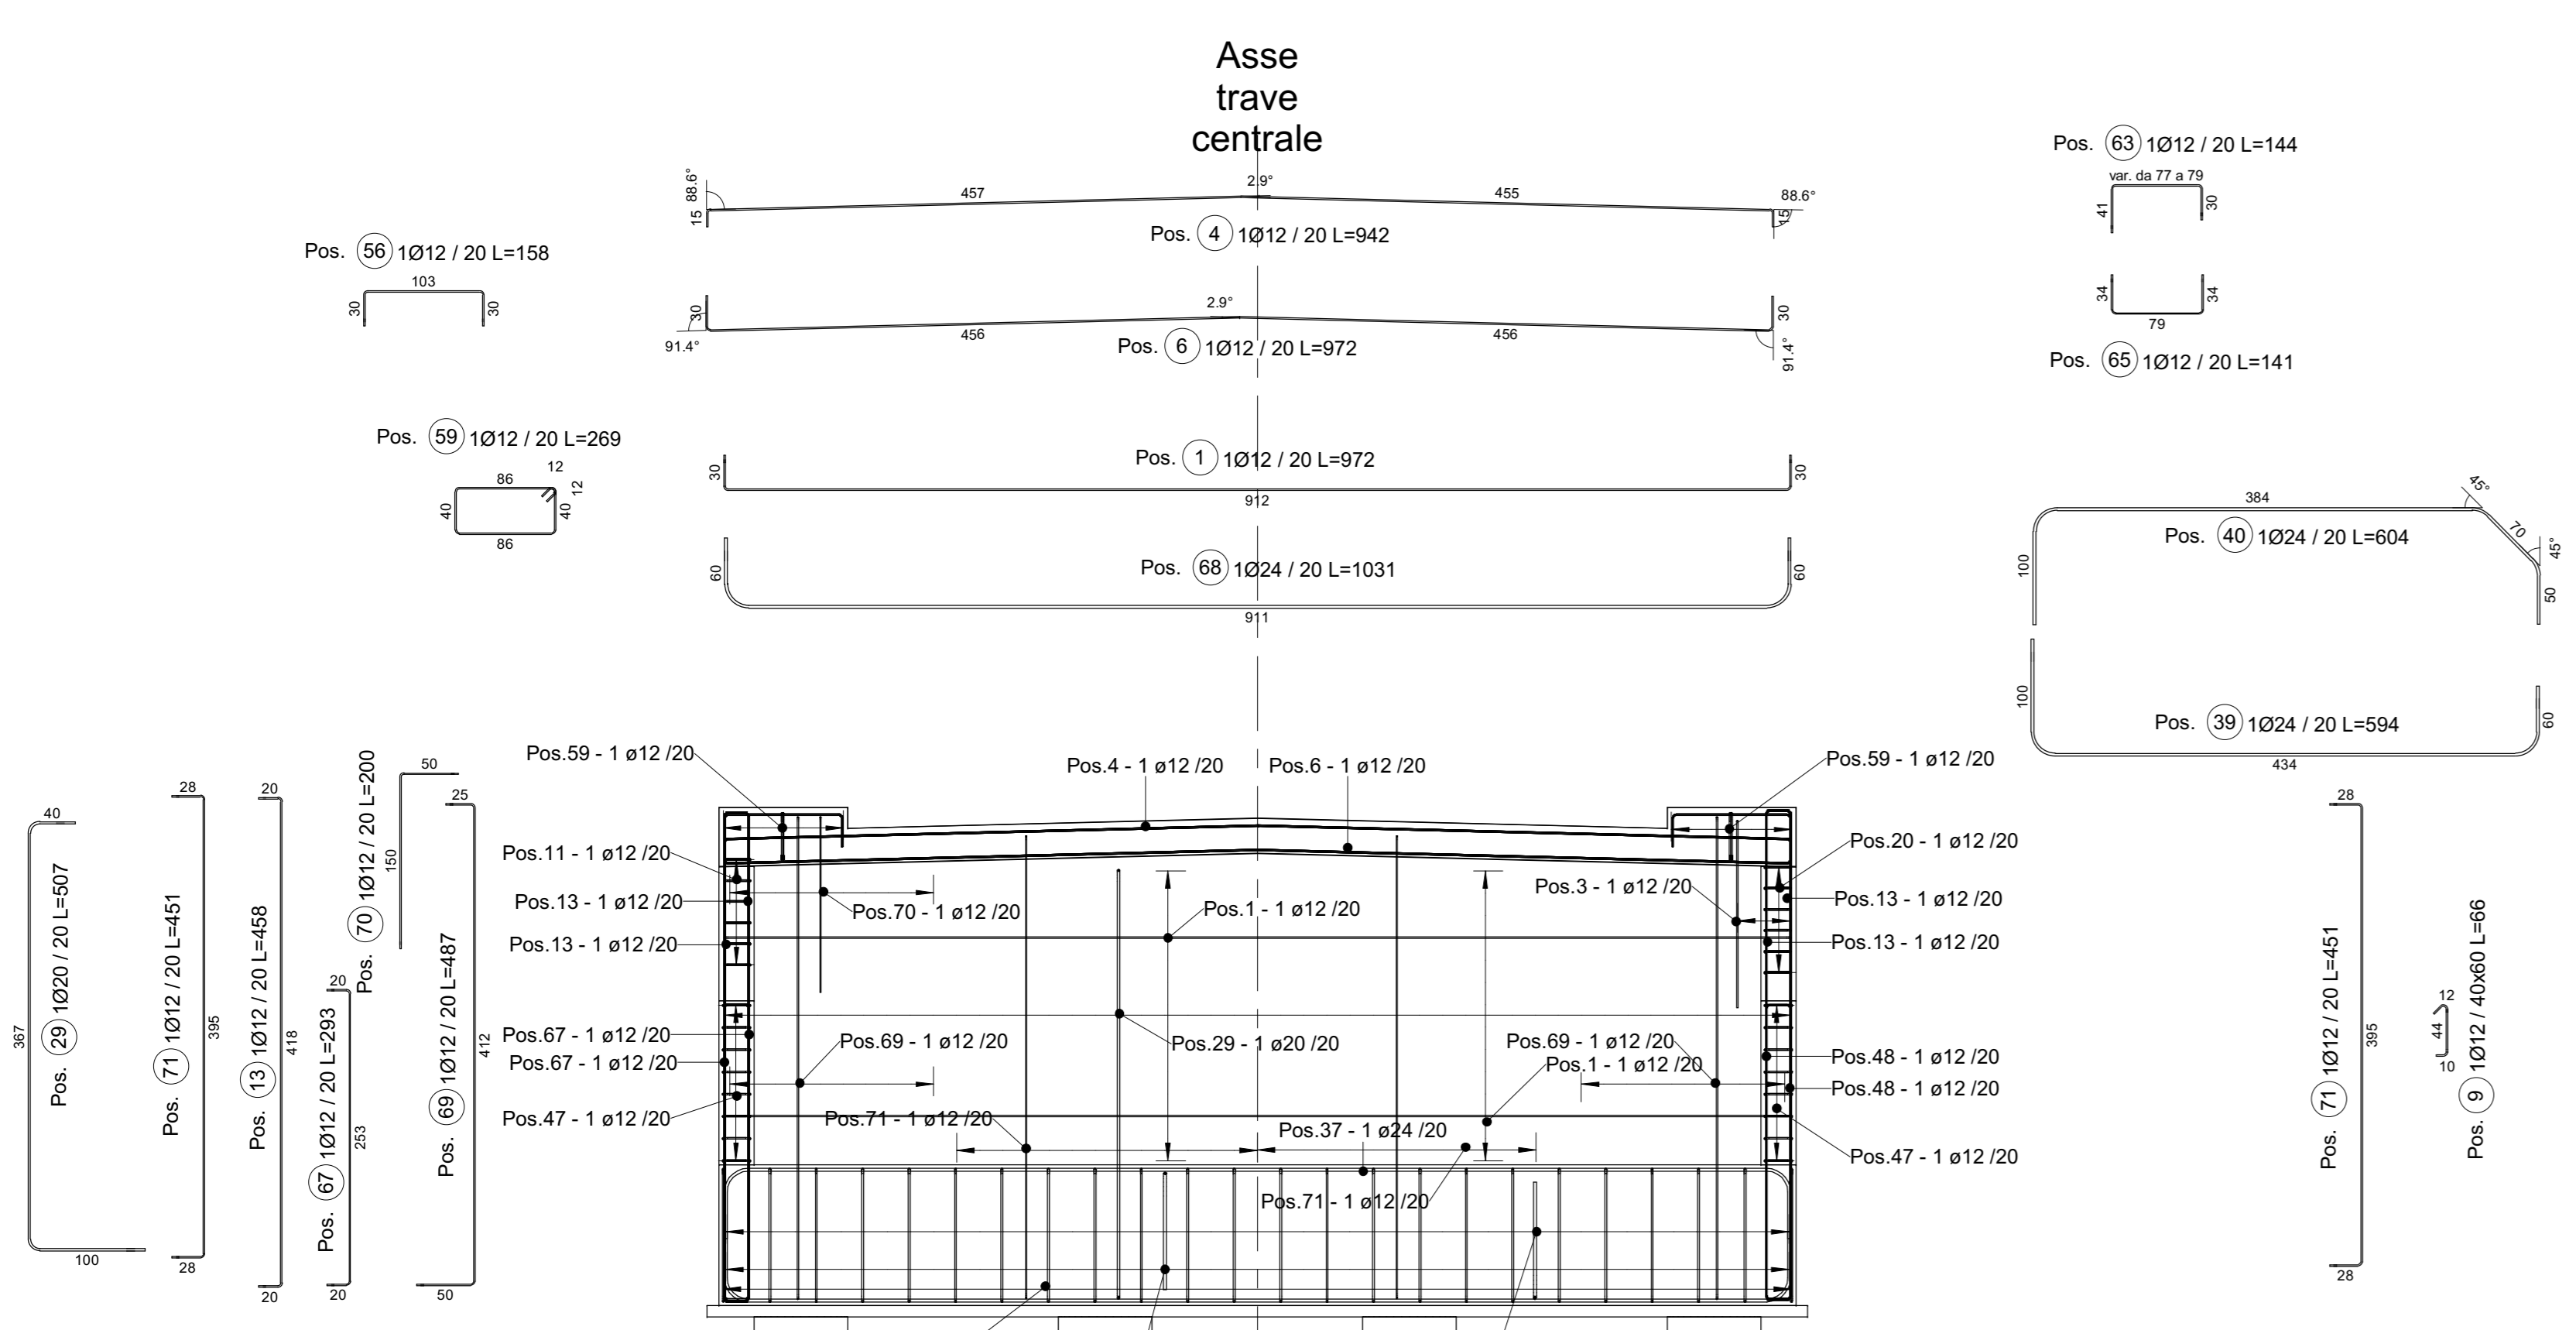 Asse
trave
centrale
88.6°
15
457
2.9°
455
88.6°
15
Pos. 4 1Ø12 / 20 L=942
Pos. 63 1Ø12 / 20 L=144
var. da 77 a 79
41
30
Pos. 56 1Ø12 / 20 L=158
103
30
30
30
2.9°
30
456
456
91.4°
91.4°
Pos. 6 1Ø12 / 20 L=972
34
34
79
Pos. 65 1Ø12 / 20 L=141
Pos. 59 1Ø12 / 20 L=269
12
86
12
40
40
86
Pos. 1 1Ø12 / 20 L=972
30
30
912
Pos. 68 1Ø24 / 20 L=1031
60
60
911
384
45°
70
45°
Pos. 40 1Ø24 / 20 L=604
100
50
100
60
Pos. 39 1Ø24 / 20 L=594
434
40
367
Pos. 29 1Ø20 / 20 L=507
100
28
Pos. 71 1Ø12 / 20 L=451
395
28
20
Pos. 13 1Ø12 / 20 L=458
418
20
20
Pos. 67 1Ø12 / 20 L=293
253
20
50
150
Pos. 70 1Ø12 / 20 L=200
25
Pos. 69 1Ø12 / 20 L=487
412
50
Pos.59 - 1 ø12 /20
Pos.4 - 1 ø12 /20
Pos.6 - 1 ø12 /20
Pos.59 - 1 ø12 /20
Pos.11 - 1 ø12 /20
Pos.20 - 1 ø12 /20
Pos.13 - 1 ø12 /20
Pos.70 - 1 ø12 /20
Pos.1 - 1 ø12 /20
Pos.3 - 1 ø12 /20
Pos.13 - 1 ø12 /20
Pos.13 - 1 ø12 /20
Pos.13 - 1 ø12 /20
Pos.67 - 1 ø12 /20
Pos.69 - 1 ø12 /20
Pos.29 - 1 ø20 /20
Pos.69 - 1 ø12 /20
Pos.67 - 1 ø12 /20
Pos.1 - 1 ø12 /20
Pos.48 - 1 ø12 /20
Pos.48 - 1 ø12 /20
Pos.47 - 1 ø12 /20
Pos.71 - 1 ø12 /20
Pos.37 - 1 ø24 /20
Pos.47 - 1 ø12 /20
Pos.71 - 1 ø12 /20
28
Pos. 71 1Ø12 / 20 L=451
395
28
12
44
10
Pos. 9 1Ø12 / 40x60 L=66